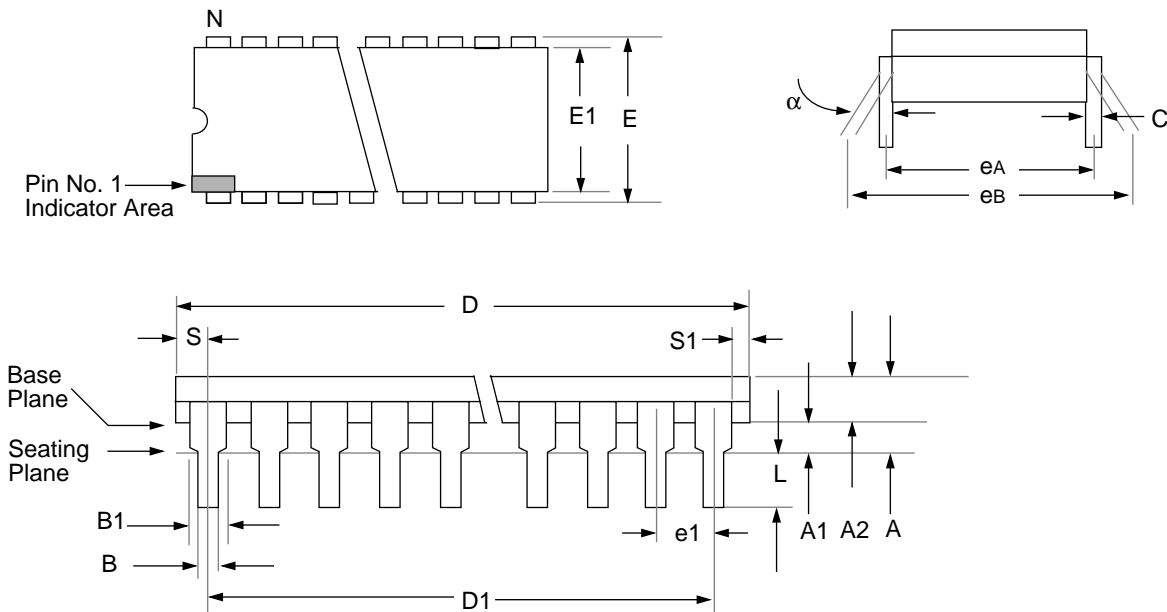 N
E1
E
Pin No. 1
Indicator Area
α
C
eA
eB
D
S
S1
Base
Plane
Seating
Plane
L
B1
e1
A1
A2
A
B
D1